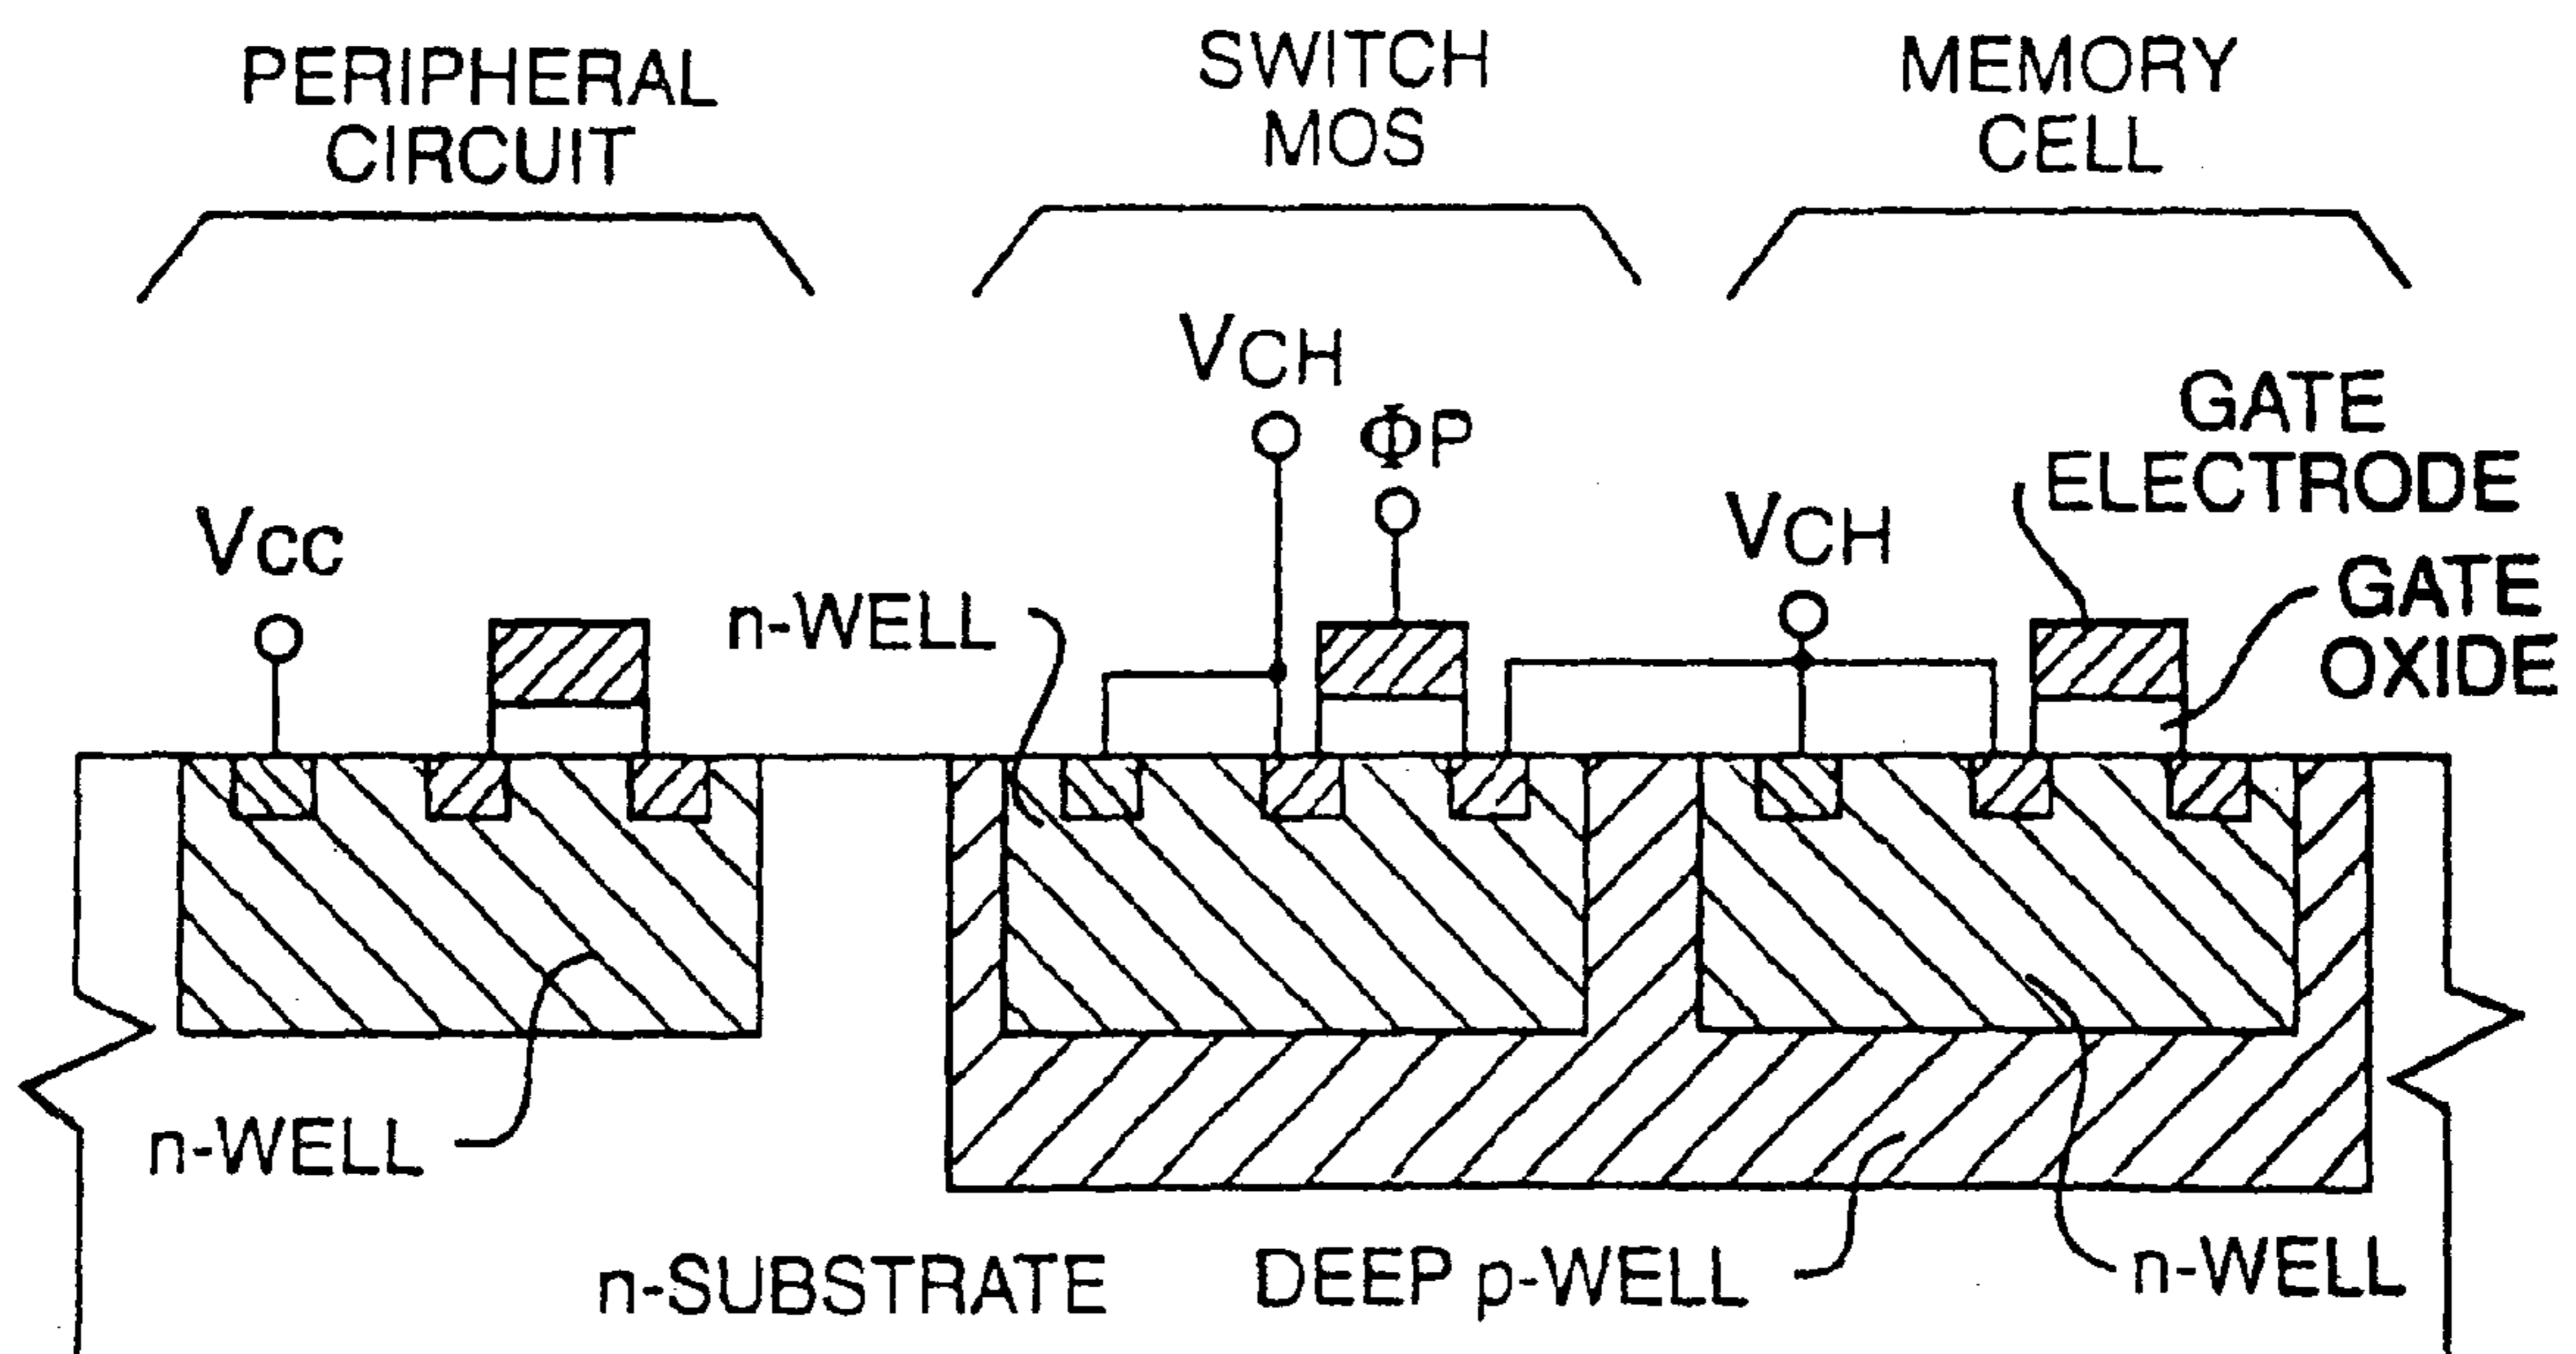 PERIPHERAL
CIRCUIT
SWITCH
MOS
MEMORY
CELL
VCH
ΦP
GATE
ELECTRODE
VCC
VCH
GATE
OXIDE
n-WELL
n-WELL
n-SUBSTRATE
DEEP p-WELL
n-WELL